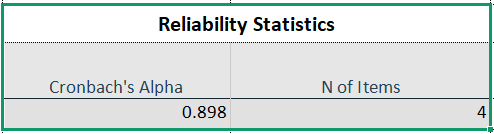 Reliability Statistics
Cronbach's Alpha N of Items
0.898 4